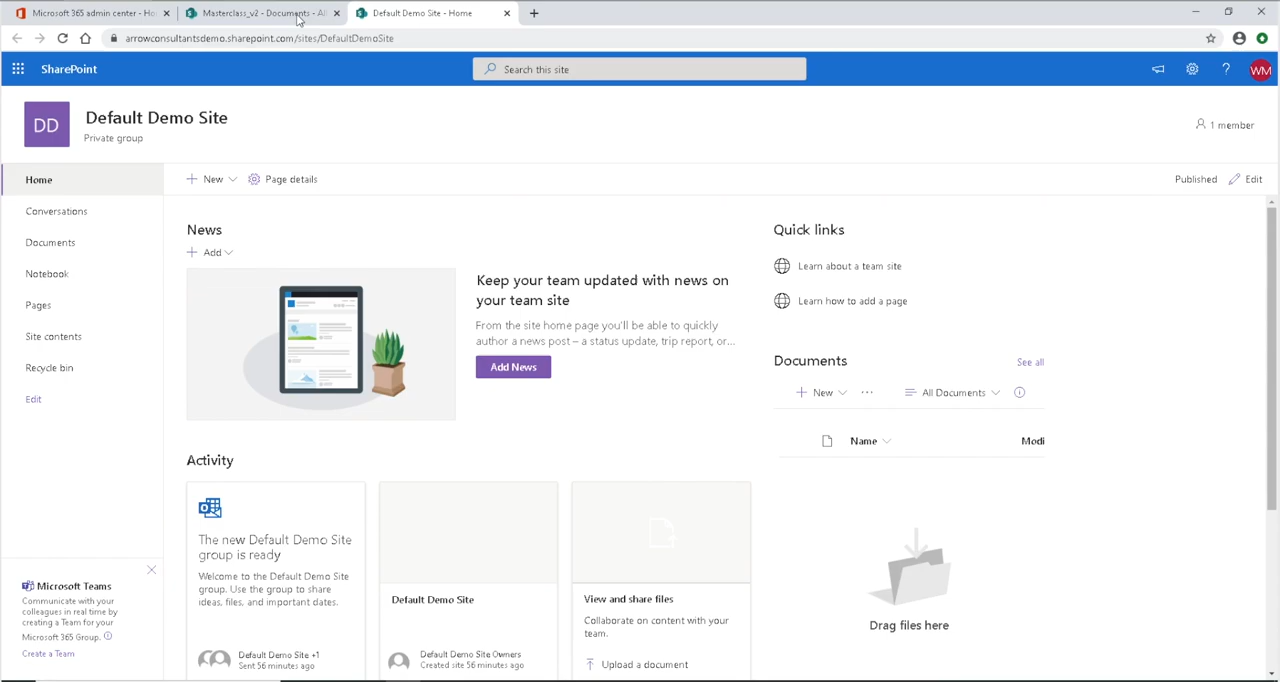 Microsoft 365 admin center - Ho
Masterclass_v2 - Documents - All
Default Demo Site - Home
arrowconsultantsdemo.sharepoint.com/sites/DefaultDemoSite
SharePoint
Search this site
WM
DD
Default Demo Site
Private group
1 member
Home
New
Page details
Published
Edit
Conversations
Documents
Notebook
Pages
Site contents
Recycle bin
Edit
News
Add
Keep your team updated with news on
your team site
From the site home page you'll be able to quickly
author a news post – a status update, trip report, or...
Add News
Quick links
Learn about a team site
Learn how to add a page
Documents
See all
New
All Documents
Name
Modi
Drag files here
Activity
The new Default Demo Site
group is ready
Welcome to the Default Demo Site
group. Use the group to share
ideas, files, and important dates.
Default Demo Site +1
Sent 56 minutes ago
Default Demo Site
Default Demo Site Owners
Created site 56 minutes ago
View and share files
Collaborate on content with your
team.
Upload a document
Microsoft Teams
Communicate with your
colleagues in real time by
creating a Team for your
Microsoft 365 Group.
Create a Team